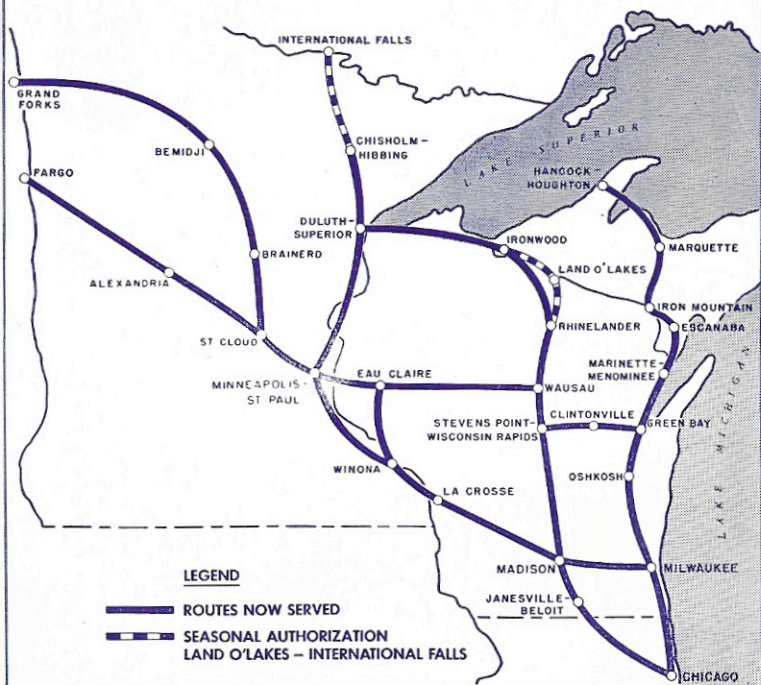 INTERNATIONAL FALLS
GRAND
FORKS
BEMIDJI
CHISHOLM-
HIBBING
LAKE SUPERIOR
FARGO
HANCOCK-
HOUGHTON
DULUTH-
SUPERIOR
IRONWOOD
MARQUETTE
BRAINERD
LAND O'LAKES
ALEXANDRIA
IRON MOUNTAIN
RHINELANDER
ESCANABA
ST CLOUD
MARINETTE-
MENOMINEE
EAU CLAIRE
MINNEAPOLIS-
ST PAUL
WAUSAU
LAKE MICHIGAN
CLINTONVILLE
STEVENS POINT-
WISCONSIN RAPIDS
GREEN BAY
WINONA
OSHKOSH
LA CROSSE
MADISON
MILWAUKEE
JANESVILLE-
BELOIT
CHICAGO
LEGEND
ROUTES NOW SERVED
SEASONAL AUTHORIZATION
LAND O'LAKES – INTERNATIONAL FALLS